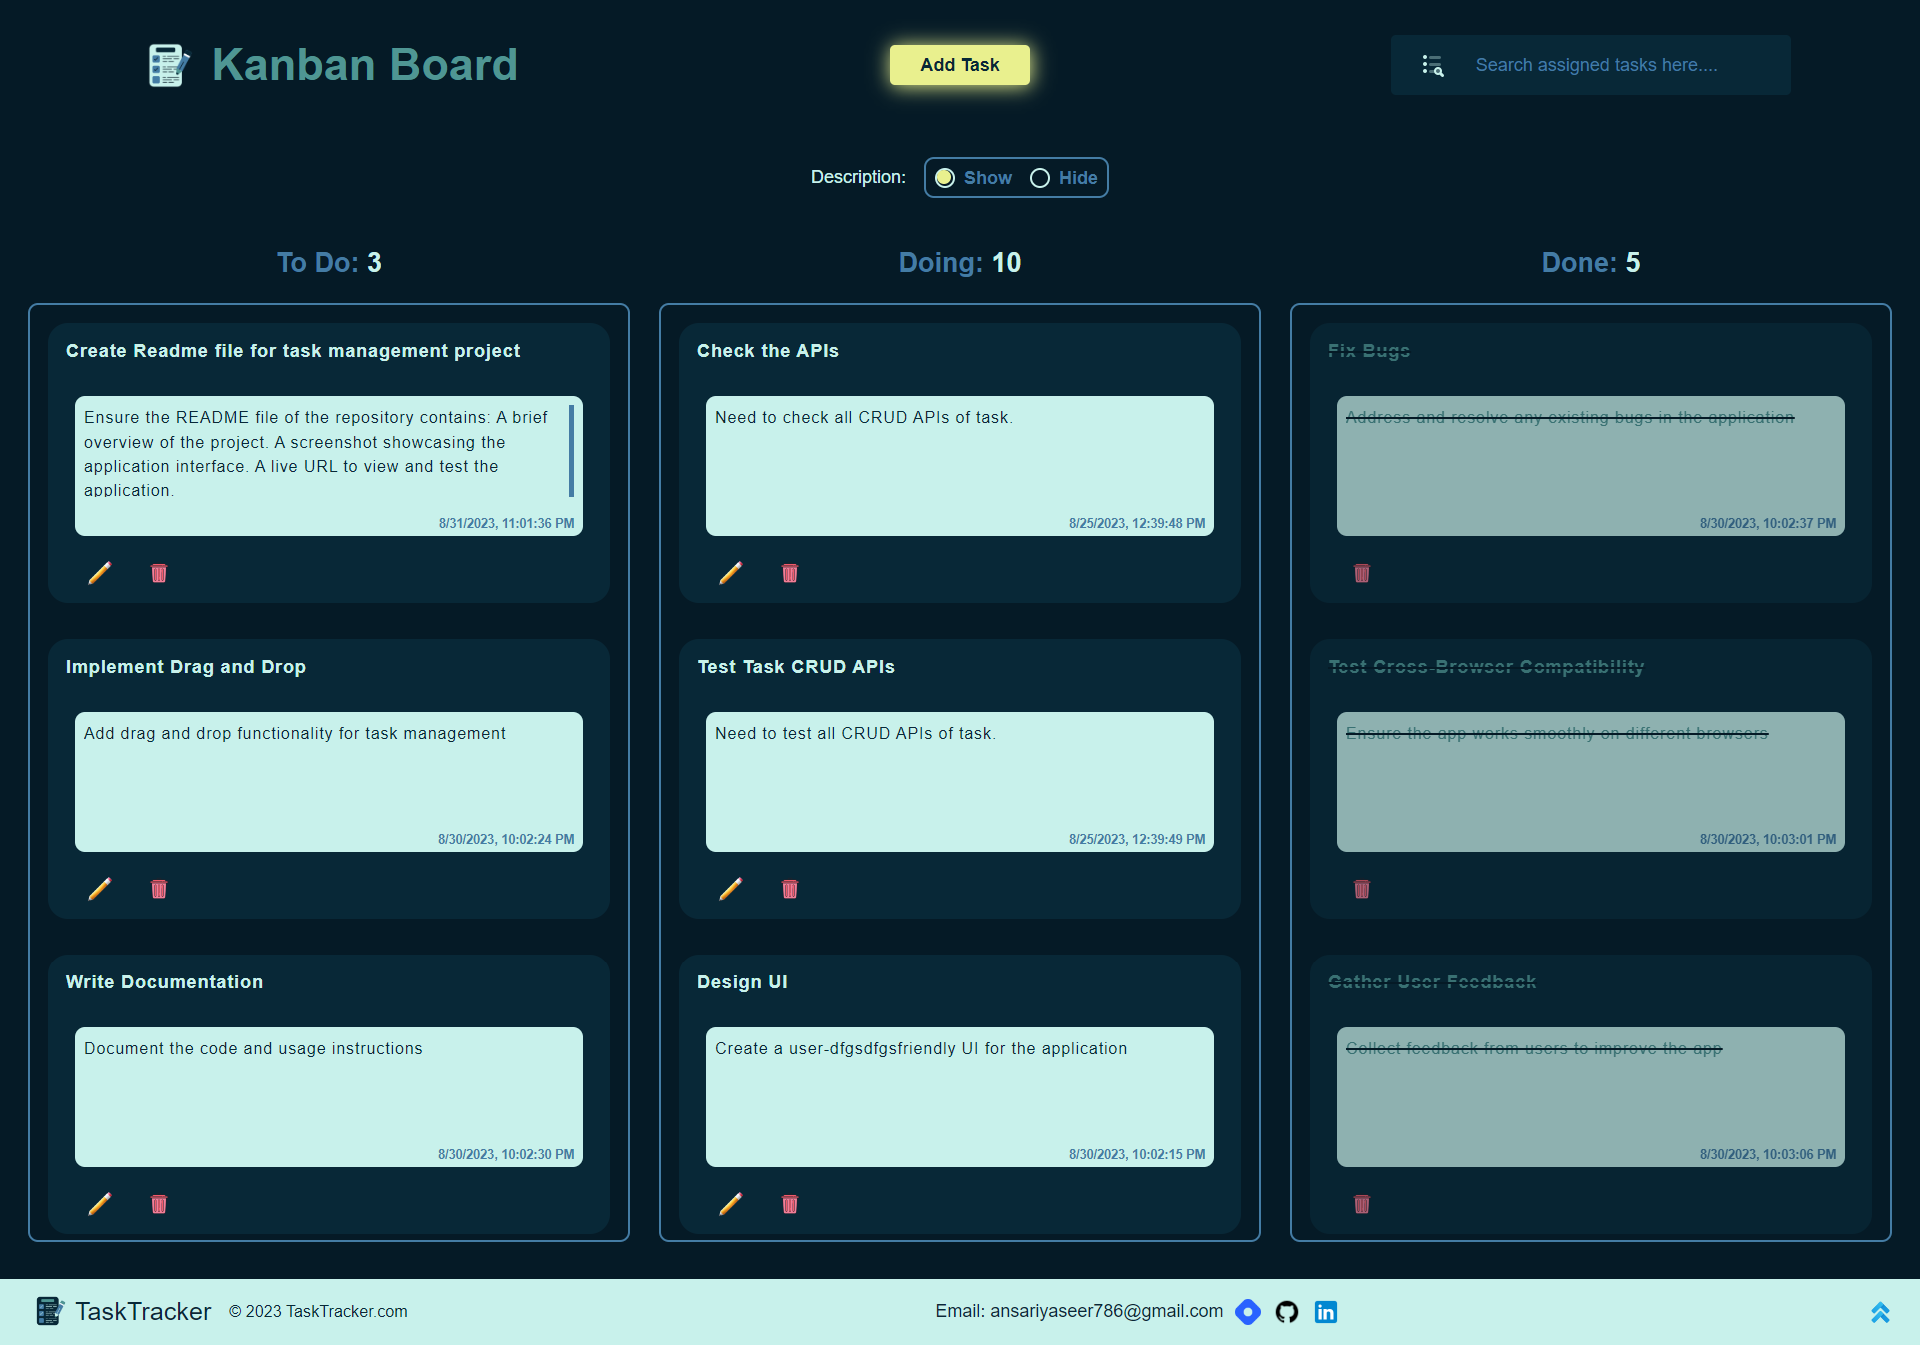 Kanban Board
Add Task
Search assigned tasks here....
Description:
Show
Hide
To Do: 3
Create Readme file for task management project
Ensure the README file of the repository contains: A brief
overview of the project. A screenshot showcasing the
application interface. A live URL to view and test the
application.
8/31/2023, 11:01:36 PM
Implement Drag and Drop
Add drag and drop functionality for task management
8/30/2023, 10:02:24 PM
Write Documentation
Document the code and usage instructions
8/30/2023, 10:02:30 PM
Doing: 10
Check the APIs
Need to check all CRUD APIs of task.
8/25/2023, 12:39:48 PM
Test Task CRUD APIs
Need to test all CRUD APIs of task.
8/25/2023, 12:39:49 PM
Design UI
Create a user-dfgsdfgsfriendly UI for the application
8/30/2023, 10:02:15 PM
Done: 5
Fix Bugs
Address and resolve any existing bugs in the application
8/30/2023, 10:02:37 PM
Test Cross-Browser Compatibility
Ensure the app works smoothly on different browsers
8/30/2023, 10:03:01 PM
Gather User Feedback
Collect feedback from users to improve the app
8/30/2023, 10:03:06 PM
TaskTracker
© 2023 TaskTracker.com
Email: ansariyaseer786@gmail.com
in